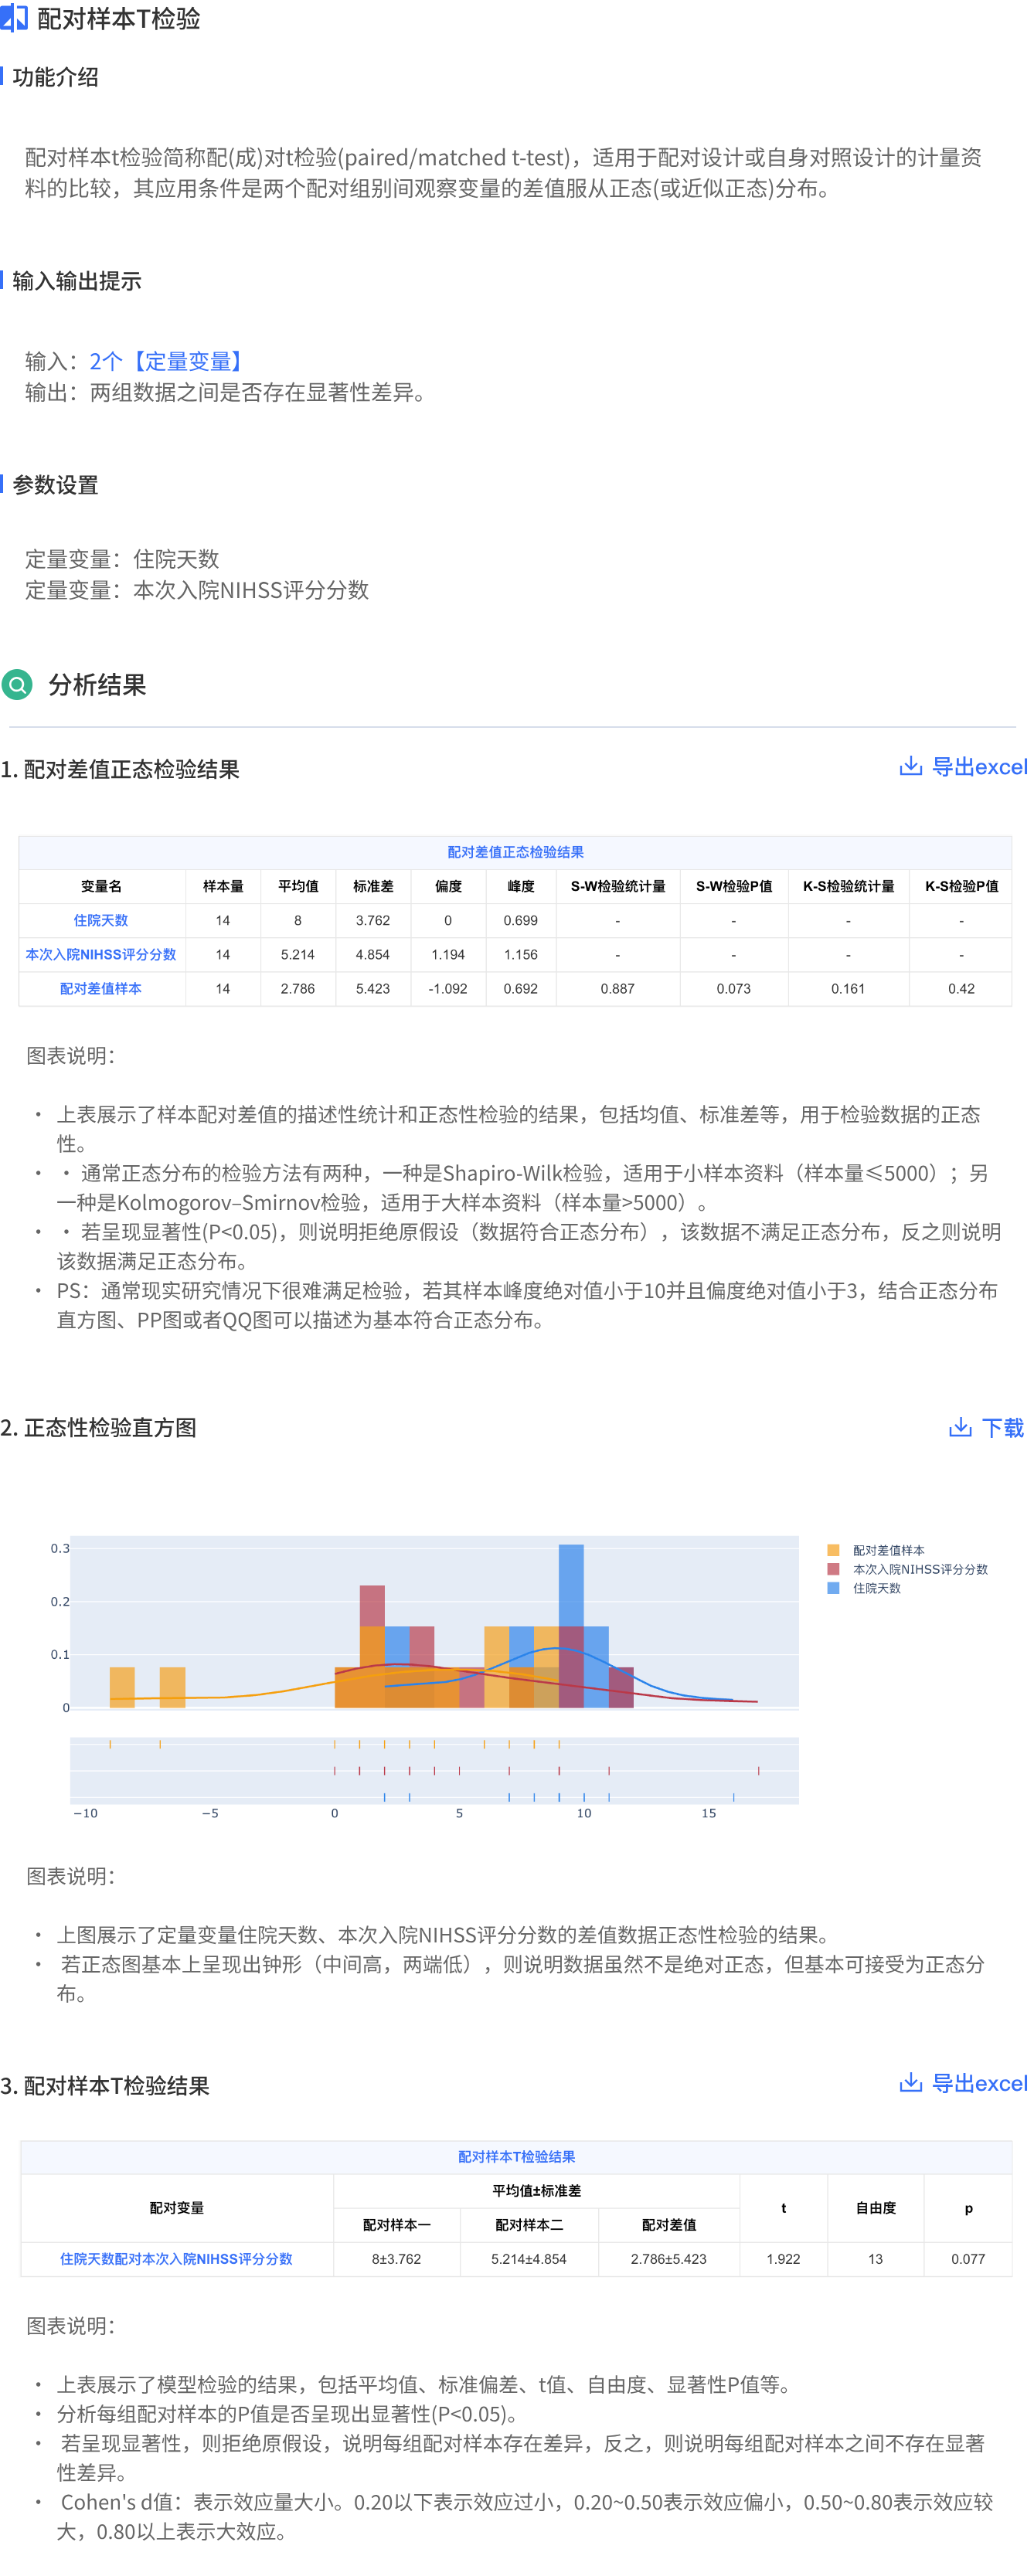 配对样本T检验
功能介绍
配对样本t检验简称配(成)对t检验(paired/matched t-test)，适用于配对设计或自身对照设计的计量资
料的比较，其应用条件是两个配对组别间观察变量的差值服从正态(或近似正态)分布。
输入输出提示
输入：2个【定量变量】
输出：两组数据之间是否存在显著性差异。
参数设置
定量变量：住院天数
定量变量：本次入院NIHSS评分分数
分析结果
1. 配对差值正态检验结果 导出excel
配对差值正态检验结果
变量名 样本量 平均值 标准差 偏度 峰度 S-W检验统计量 S-W检验P值 K-S检验统计量 K-S检验P值
住院天数 14 8 3.762 0 0.699 - - - -
本次入院NIHSS评分分数 14 5.214 4.854 1.194 1.156 - - - -
配对差值样本 14 2.786 5.423 -1.092 0.692 0.887 0.073 0.161 0.42
图表说明：
• 上表展示了样本配对差值的描述性统计和正态性检验的结果，包括均值、标准差等，用于检验数据的正态
性。
• • 通常正态分布的检验方法有两种，一种是Shapiro-Wilk检验，适用于小样本资料（样本量≤5000）；另
一种是Kolmogorov–Smirnov检验，适用于大样本资料（样本量>5000）。
• • 若呈现显著性(P<0.05)，则说明拒绝原假设（数据符合正态分布），该数据不满足正态分布，反之则说明
该数据满足正态分布。
• PS：通常现实研究情况下很难满足检验，若其样本峰度绝对值小于10并且偏度绝对值小于3，结合正态分布
直方图、PP图或者QQ图可以描述为基本符合正态分布。
2. 正态性检验直方图 下载
配对差值样本
本次入院NIHSS评分分数
住院天数
0.3
0.2
0.1
0
−10 −5 0 5 10 15
图表说明：
• 上图展示了定量变量住院天数、本次入院NIHSS评分分数的差值数据正态性检验的结果。
• 若正态图基本上呈现出钟形（中间高，两端低），则说明数据虽然不是绝对正态，但基本可接受为正态分
布。
3. 配对样本T检验结果 导出excel
配对样本T检验结果
配对变量 平均值±标准差 t 自由度 p
配对样本一 配对样本二 配对差值
住院天数配对本次入院NIHSS评分分数 8±3.762 5.214±4.854 2.786±5.423 1.922 13 0.077
图表说明：
• 上表展示了模型检验的结果，包括平均值、标准偏差、t值、自由度、显著性P值等。
• 分析每组配对样本的P值是否呈现出显著性(P<0.05)。
• 若呈现显著性，则拒绝原假设，说明每组配对样本存在差异，反之，则说明每组配对样本之间不存在显著
性差异。
• Cohen's d值：表示效应量大小。0.20以下表示效应过小，0.20~0.50表示效应偏小，0.50~0.80表示效应较
大，0.80以上表示大效应。